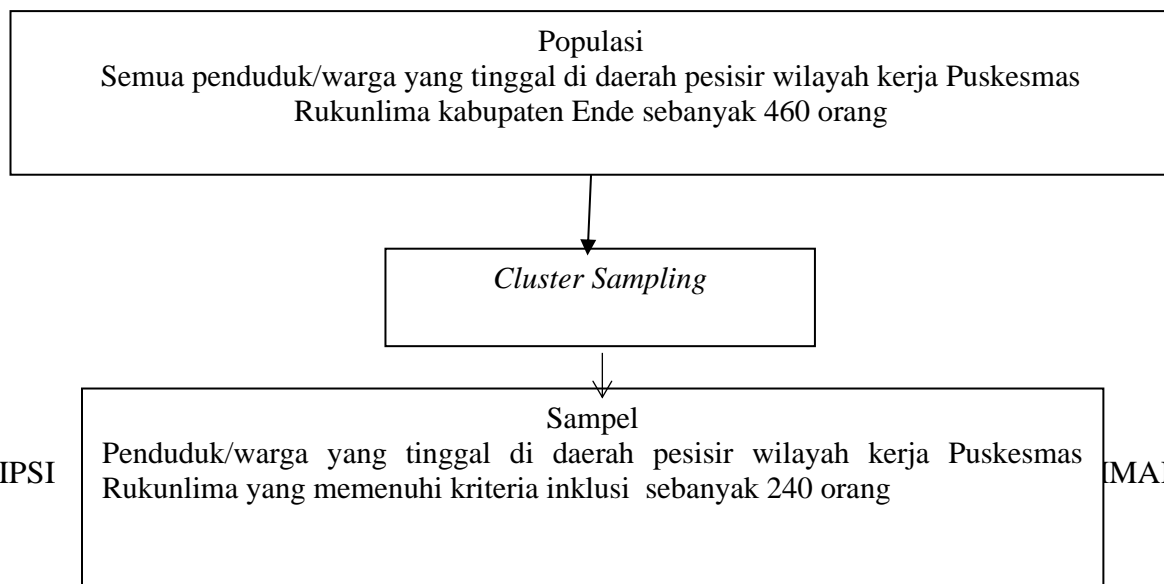 Populasi
Semua penduduk/warga yang tinggal di daerah pesisir wilayah kerja Puskesmas
Rukunlima kabupaten Ende sebanyak 460 orang
Cluster Sampling
Sampel
IPSI
Penduduk/warga yang tinggal di daerah pesisir wilayah kerja Puskesmas
Rukunlima yang memenuhi kriteria inklusi sebanyak 240 orang